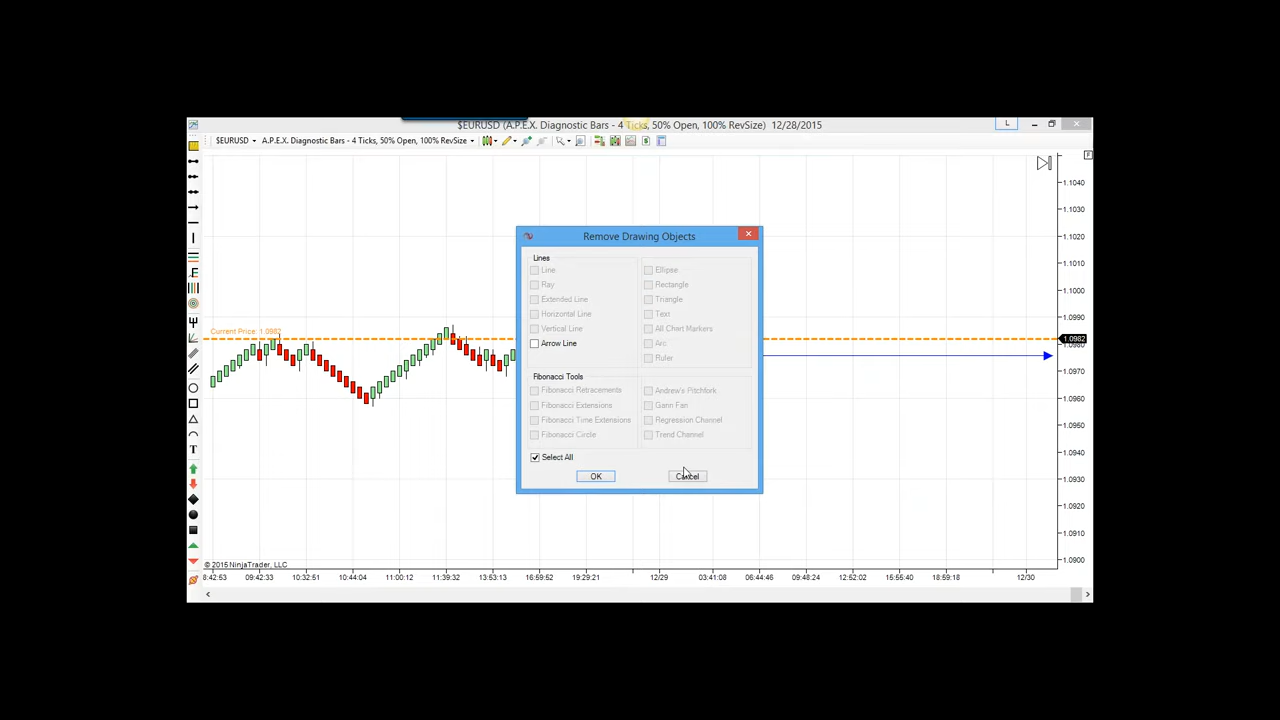 $EURUSD (A.P.E.X. Diagnostic Bars - 4 Ticks, 50% Open, 100% RevSize) 12/28/2015
L
$EURUSD A.P.E.X. Diagnostic Bars - 4 Ticks, 50% Open, 100% RevSize
F
1.1040
1.1030
1.1020
1.1010
1.1000
1.0990
1.0982
1.0980
1.0970
1.0960
1.0950
1.0940
1.0930
1.0920
1.0910
1.0900
Current Price: 1.0982
Remove Drawing Objects
Lines
Line
Ray
Extended Line
Horizontal Line
Vertical Line
Arrow Line
Ellipse
Rectangle
Triangle
Text
All Chart Markers
Arc
Ruler
Fibonacci Tools
Fibonacci Retracements
Fibonacci Extensions
Fibonacci Time Extensions
Fibonacci Circle
Andrew's Pitchfork
Gann Fan
Regression Channel
Trend Channel
Select All
OK Cancel
F
T
© 2015 NinjaTrader, LLC
8:42:53 09:42:33 10:32:51 10:44:04 11:00:12 11:39:32 13:53:13 16:59:52 19:29:21 12/29 03:41:08 06:44:46 09:48:24 12:52:02 15:55:40 18:59:18 12/30